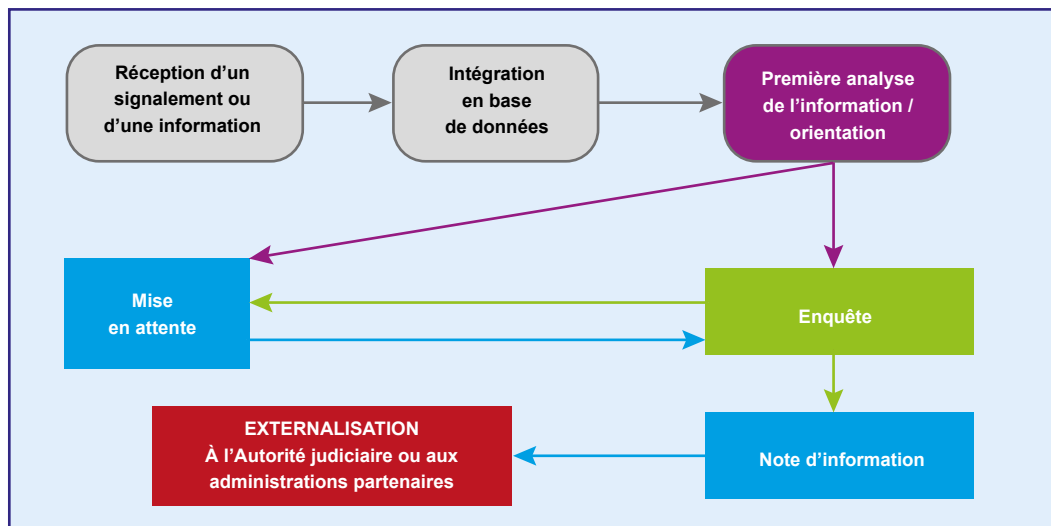 Réception d’un
signalement ou
d’une information
Intégration
en base
de données
Première analyse
de l’information /
orientation
Mise
en attente
Enquête
EXTERNALISATION
À l’Autorité judiciaire ou aux
administrations partenaires
Note d’information